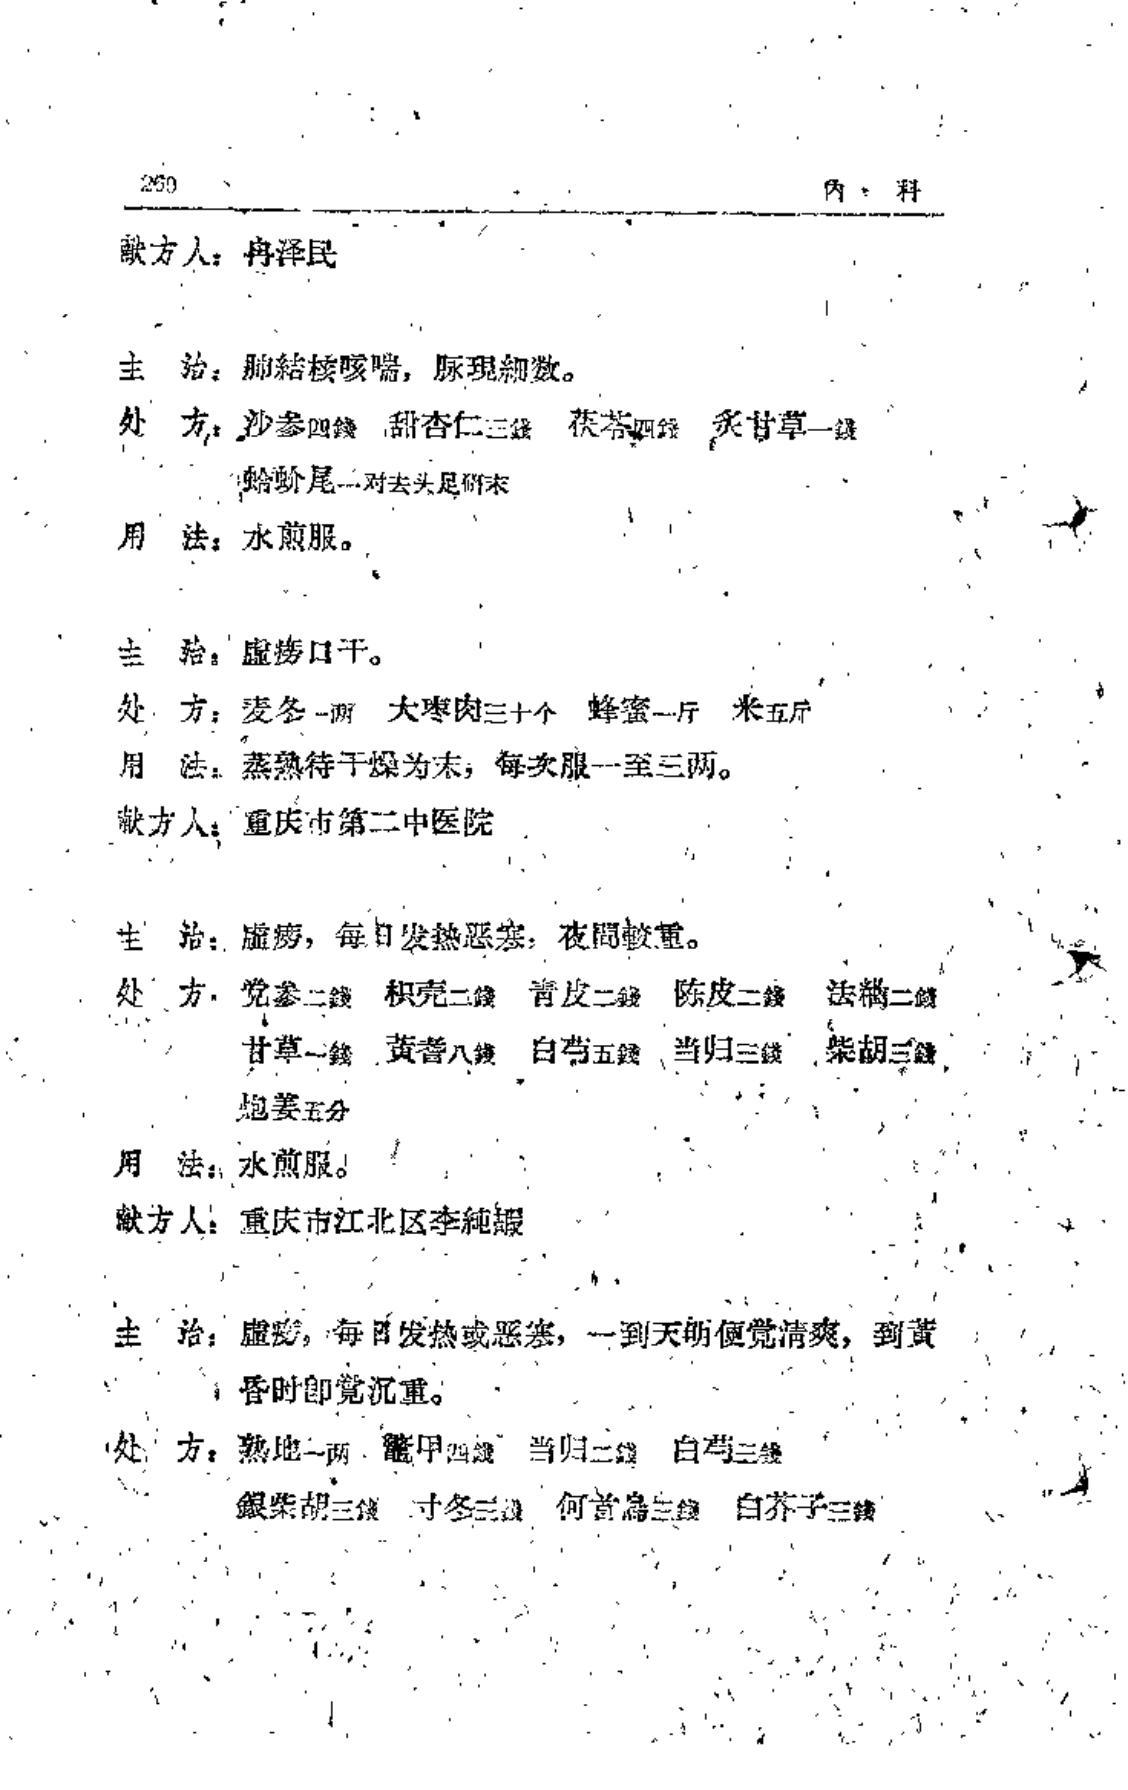 260 内科
献方人：冉泽民
主 治：肺結核咳喘，脉現細数。
处 方：沙参四錢 甜杏仁三錢 茯苓四錢 炙甘草一錢
蛤蚧尾一对去头足研末
用 法：水煎服。
主 治：虛痨口干。
处 方：麦冬一两 大枣肉三十个 蜂蜜一斤 米五斤
用 法：蒸熟待干燥为末，每次服一至三两。
献方人：重庆市第二中医院
主 治：虛痨，每日发热恶寒，夜間較重。
处 方：党参二錢 枳壳二錢 青皮二錢 陈皮二錢 法 二錢
甘草一錢 黄耆八錢 白芍五錢 当归三錢 柴胡三錢
炮姜五分
用 法：水煎服。
献方人：重庆市江北区李純嘏
主 治：虛痨，每日发热或恶寒，一到天明便觉清爽，到黄
昏时卽觉沉重。
处 方：熟地一两 鼈甲四錢 当归二錢 白芍三錢
銀柴胡三錢 寸冬三錢 何首烏三錢 白芥子三錢